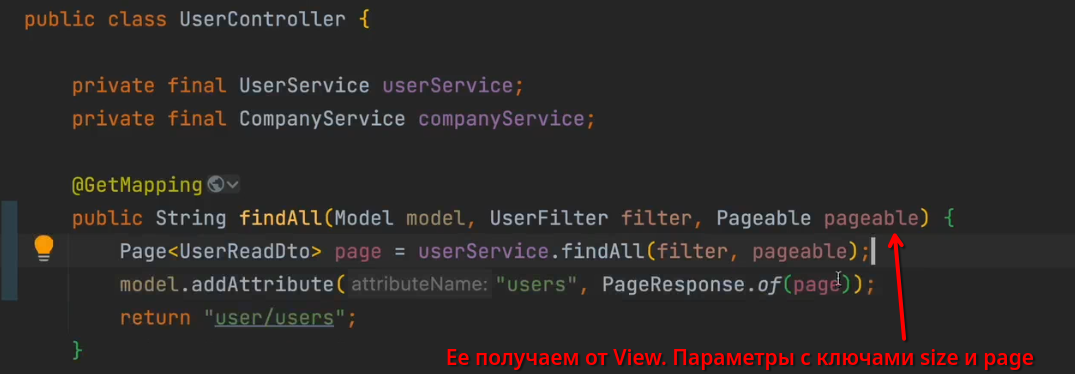 public class UserController {
private final UserService userService;
private final CompanyService companyService;
@GetMapping
public String findAll(Model model, UserFilter filter, Pageable pageable) {
Page<UserReadDto> page = userService.findAll(filter, pageable);
model.addAttribute( attributeName: "users", PageResponse.of(page));
return "user/users";
}
Ее получаем от View. Параметры с ключами size и page